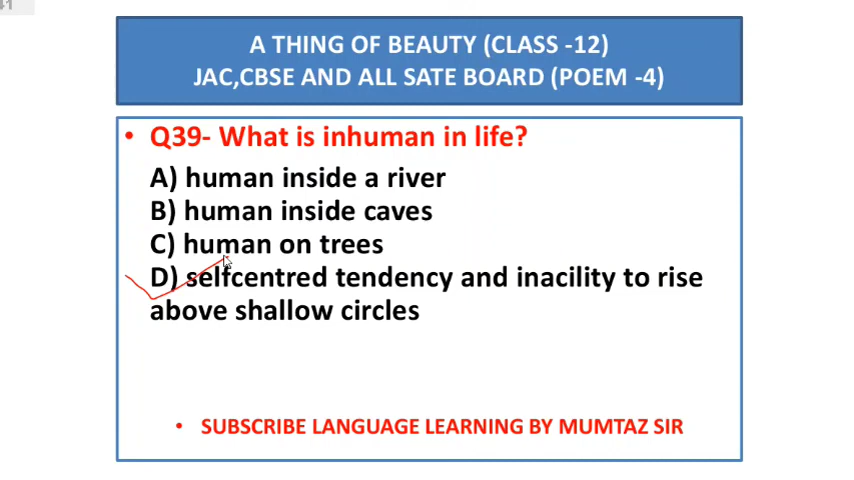 41
A THING OF BEAUTY (CLASS -12)
JAC,CBSE AND ALL SATE BOARD (POEM -4)
• Q39- What is inhuman in life?
A) human inside a river
B) human inside caves
C) human on trees
D) selfcentred tendency and inacility to rise
above shallow circles
• SUBSCRIBE LANGUAGE LEARNING BY MUMTAZ SIR